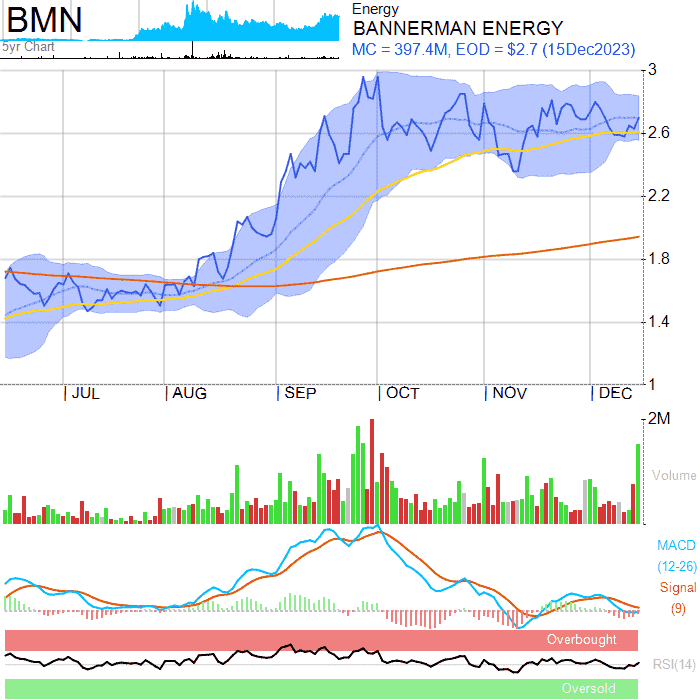 BMN
5yr Chart
Energy
BANNERMAN ENERGY
MC = 397.4M, EOD = $2.7 (15Dec2023)
3
2.6
2.2
1.8
1.4
1
JUL AUG SEP OCT NOV DEC
2M
Volume
MACD
(12-26)
Signal
(9)
Overbought
RSI(14)
Oversold